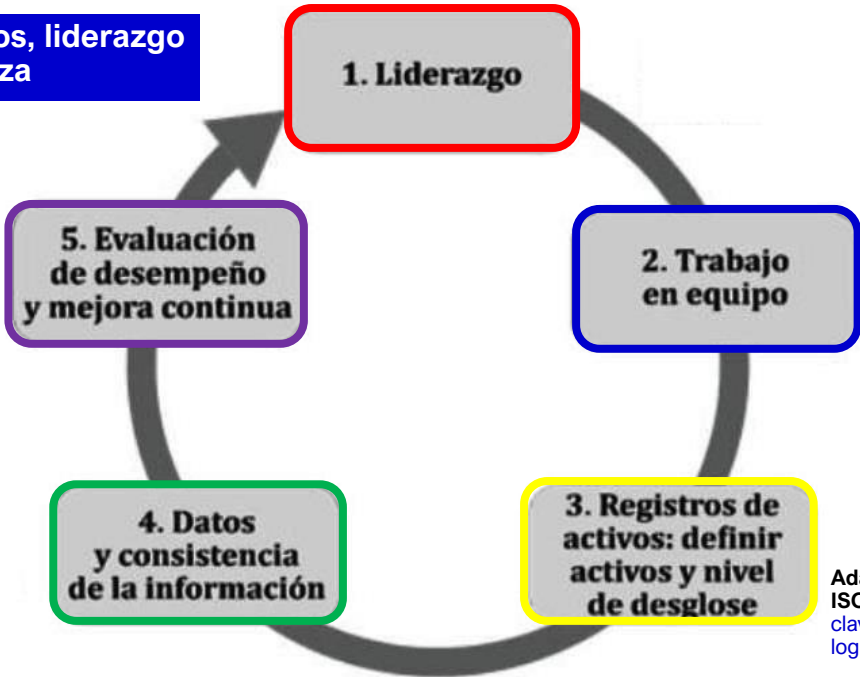 os, liderazgo
za
1. Liderazgo
2. Trabajo
en equipo
3. Registros de
activos: definir
activos y nivel
de desglose
4. Datos
y consistencia
de la información
5. Evaluación
de desempeño
y mejora continua
Ada
ISO
clav
log